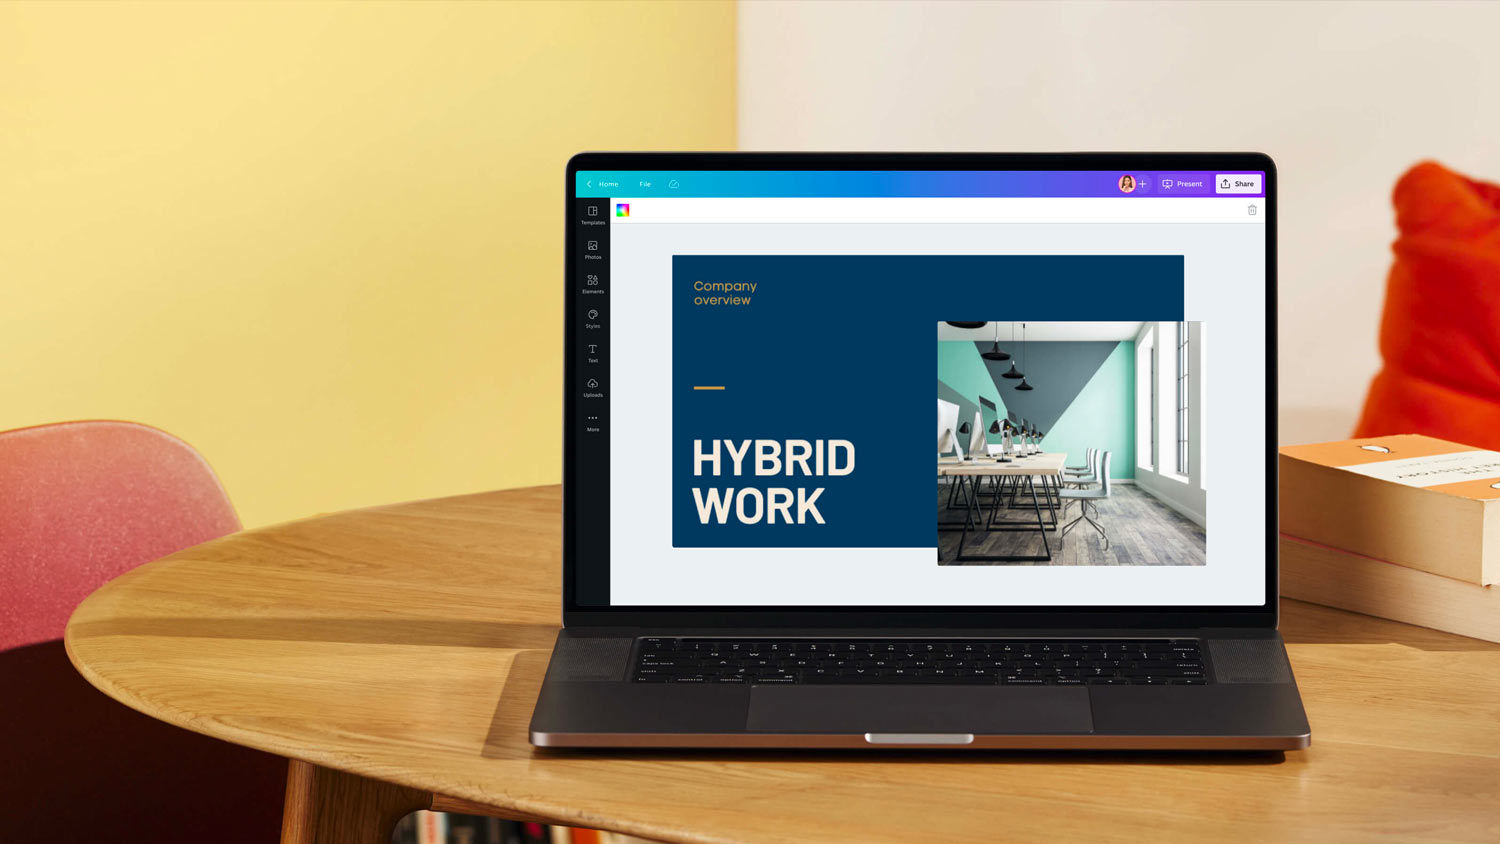 Home File
Present
Share
Templates
Photos
Elements
Styles
Text
Uploads
More
Company
overview
HYBRID
WORK